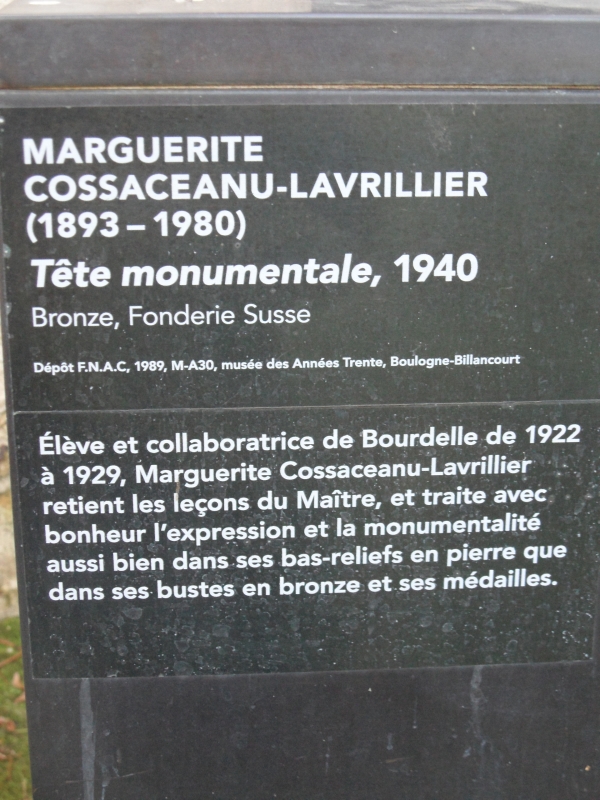 MARGUERITE
COSSACEANU-LAVRILLIER
(1893 – 1980)
Tête monumentale, 1940
Bronze, Fonderie Susse
Dépôt F.N.A.C, 1989, M-A30, musée des Années Trente, Boulogne-Billancourt
Élève et collaboratrice de Bourdelle de 1922
à 1929, Marguerite Cossaceanu-Lavrillier
retient les leçons du Maître, et traite avec
bonheur l'expression et la monumentalité
aussi bien dans ses bas-reliefs en pierre que
dans ses bustes en bronze et ses médailles.